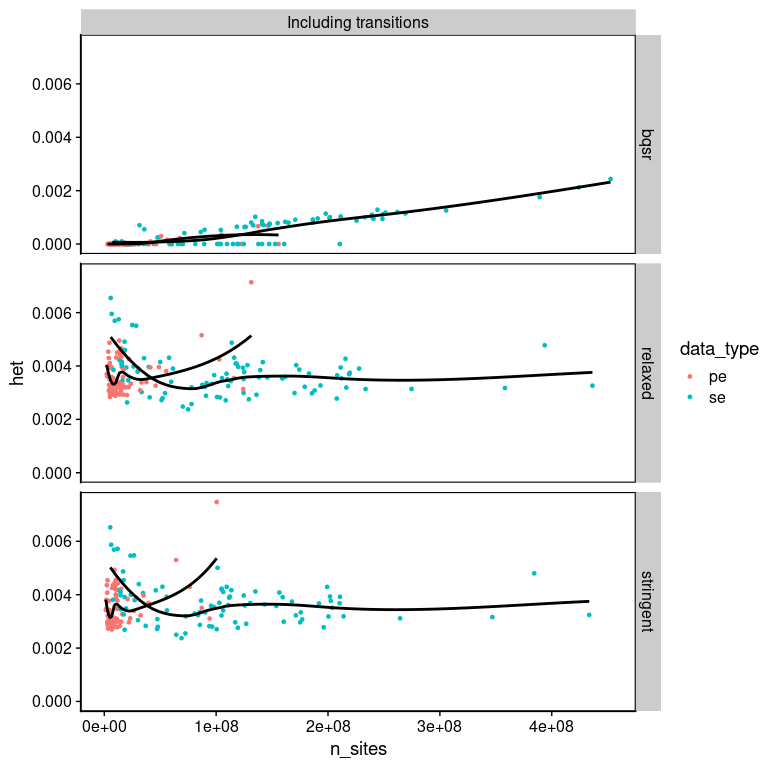 Including transitions
0.006
0.004
0.002
0.000
bqsr
0.006
0.004
0.002
0.000
relaxed
0.006
0.004
0.002
0.000
stringent
het
0e+00 1e+08 2e+08 3e+08 4e+08
n_sites
data_type
pe
se